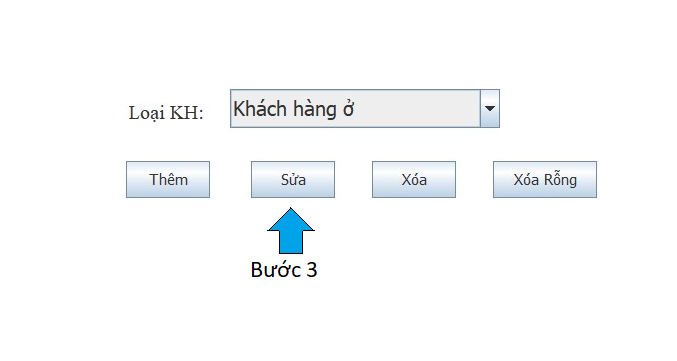 Loại KH: Khách hàng ở
Thêm Sửa Xóa Xóa Rỗng
Bước 3